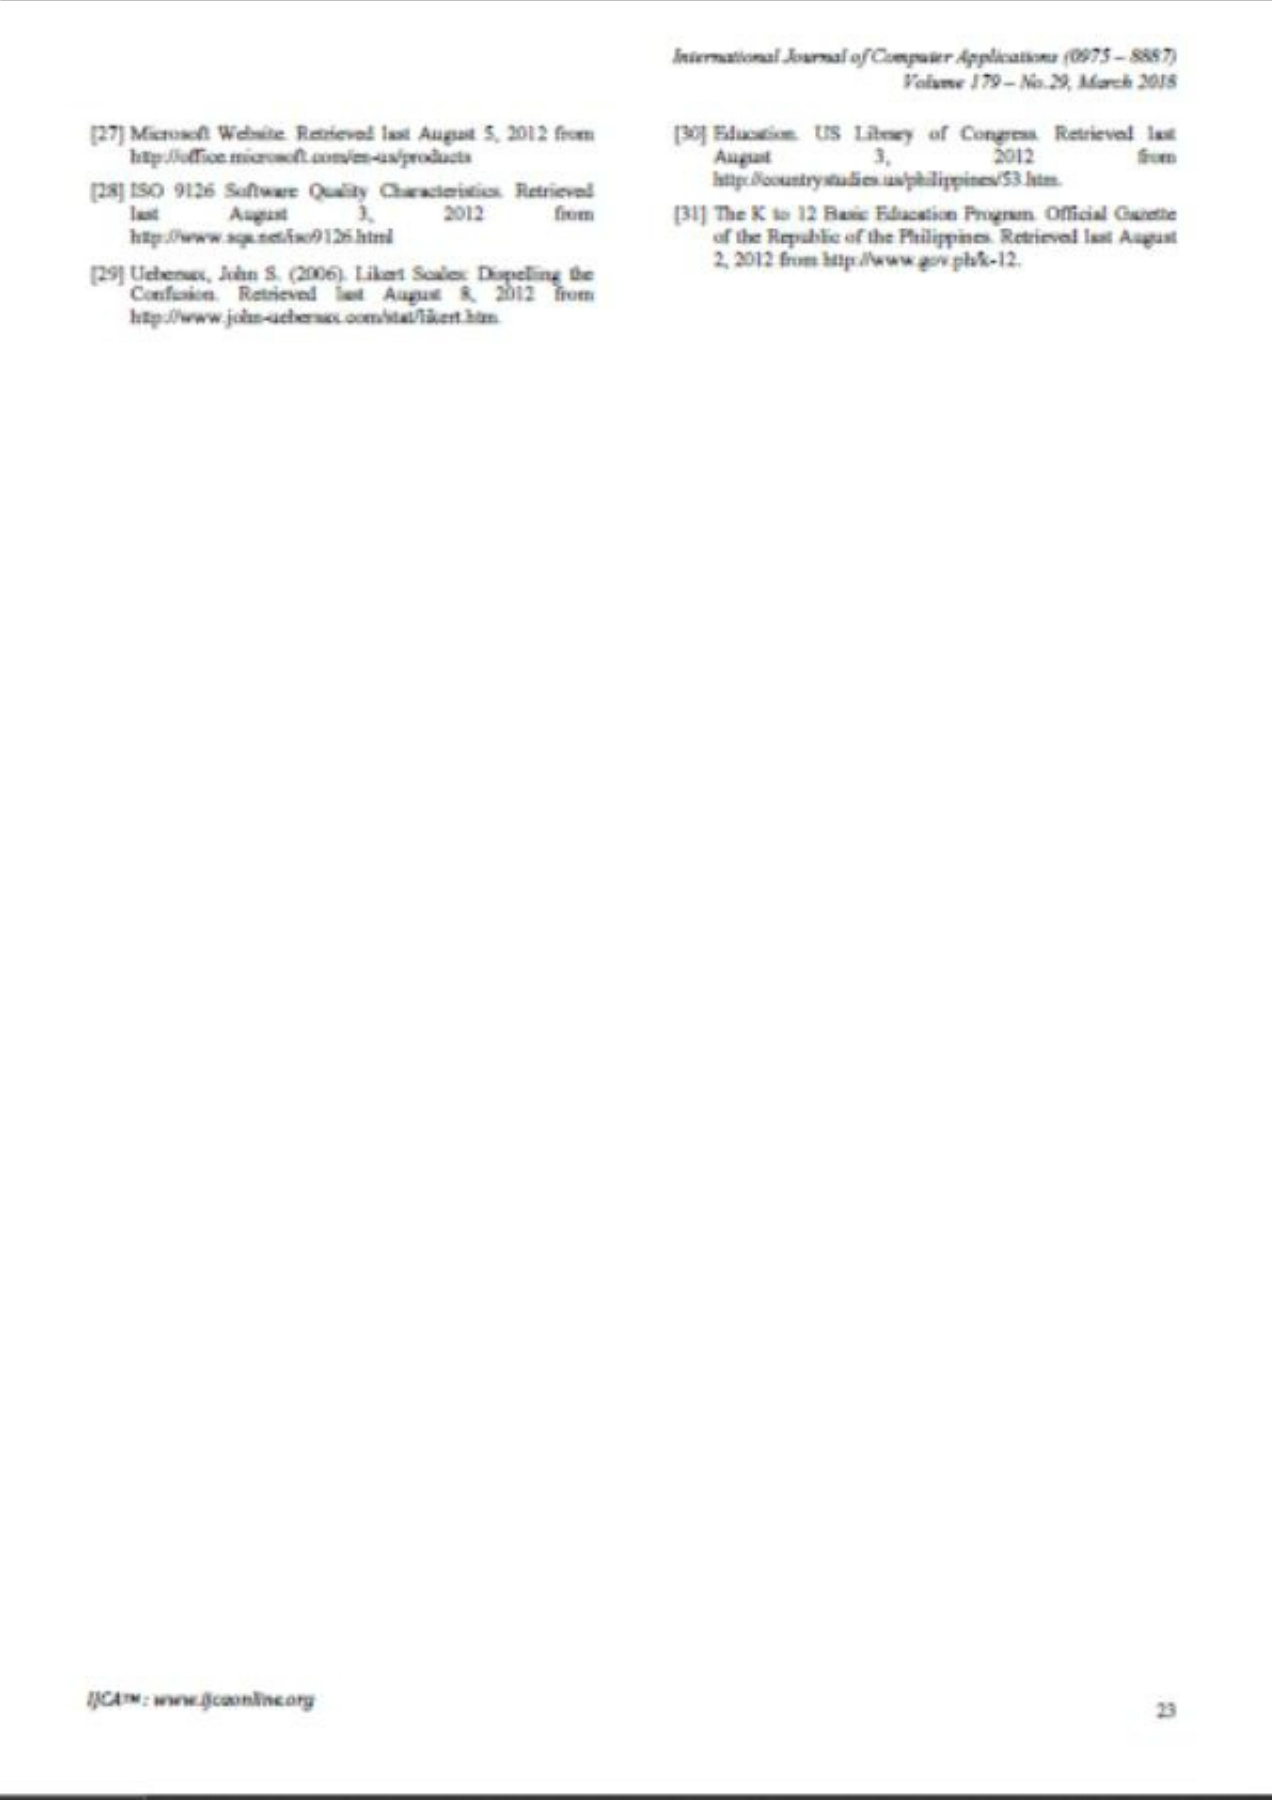 International Journal of Computer Applications (0975 – 8887)
Volume 179 – No.29, March 2018
[27] Microsoft Website. Retrieved last August 5, 2012 from
http://office.microsoft.com/en-us/products
[28] ISO 9126 Software Quality Characteristics. Retrieved
last August 3, 2012 from
http://www.sqa.net/iso9126.html
[29] Uebersax, John S. (2006). Likert Scales: Dispelling the
Confusion. Retrieved last August 8, 2012 from
http://www.john-uebersax.com/stat/likert.htm.
[30] Education. US Library of Congress. Retrieved last
August 3, 2012 from
http://countrystudies.us/philippines/53.htm.
[31] The K to 12 Basic Education Program. Official Gazette
of the Republic of the Philippines. Retrieved last August
2, 2012 from http://www.gov.ph/k-12.
IJCA™ : www.ijcaonline.org
23